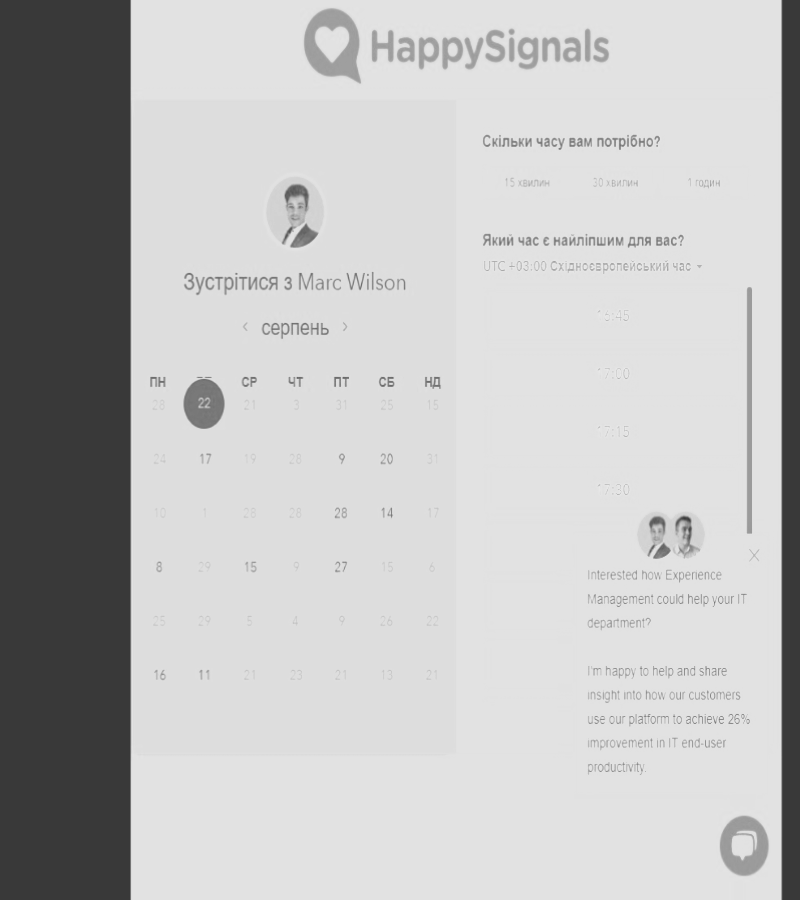 HappySignals
Зустрітися з Marc Wilson
‹ серпень ›
ПН СР ЧТ ПТ СБ НД
28 22 21 3 31 25 15
24 17 19 28 9 20 31
10 1 23 28 28 14 17
8 29 15 9 27 15 6
25 29 5 4 9 26 22
16 11 21 23 21 13 21
Скільки часу вам потрібно?
15 хвилин 30 хвилин 1 годин
Який час є найліпшим для вас?
UTC +03:00 Східноєвропейський час
16:45
17:00
17:15
17:30
Interested how Experience
Management could help your IT
department?
I'm happy to help and share
insight into how our customers
use our platform to achieve 26%
improvement in IT end-user
productivity.